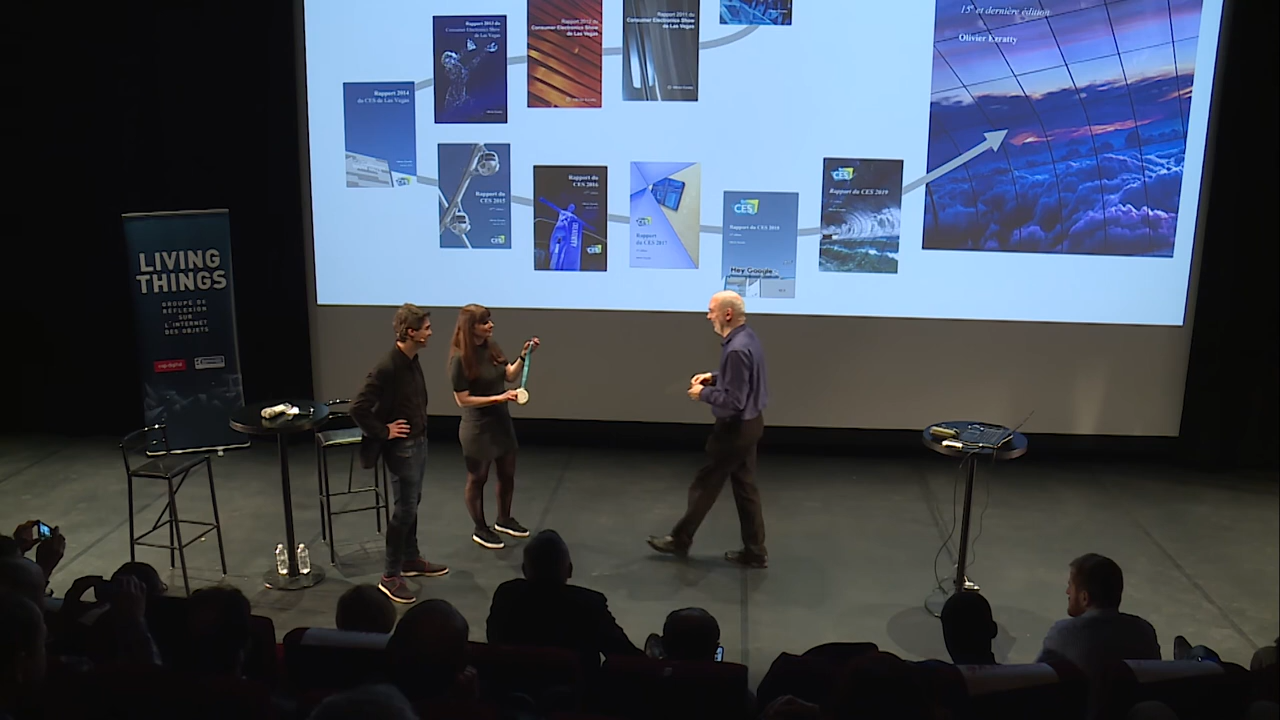 15e et dernière édition
Olivier Ezratty
Rapport 2013 du
Consumer Electronics Show
de Las Vegas
Rapport 2012 du
Consumer Electronics Show
de Las Vegas
Rapport 2011 du
Consumer Electronics Show
de Las Vegas
Rapport 2014
du CES de Las Vegas
Rapport du
CES 2015
CES
Rapport du
CES 2016
Rapport
du CES 2017
CES
Rapport du CES 2018
Hey Google
CES
Rapport du CES 2019
LIVING
THINGS
GROUPE DE
RÉFLEXION
SUR
L'INTERNET
DES OBJETS
cap digital